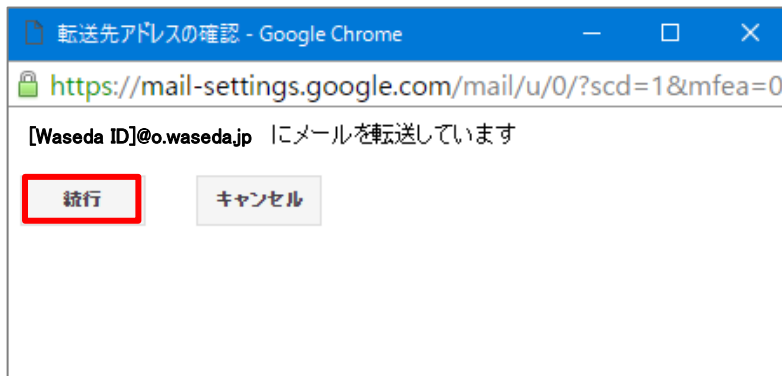 転送先アドレスの確認 - Google Chrome
https://mail-settings.google.com/mail/u/0/?scd=1&mfea=0
[Waseda ID]@o.waseda.jp にメールを転送しています
続行 キャンセル